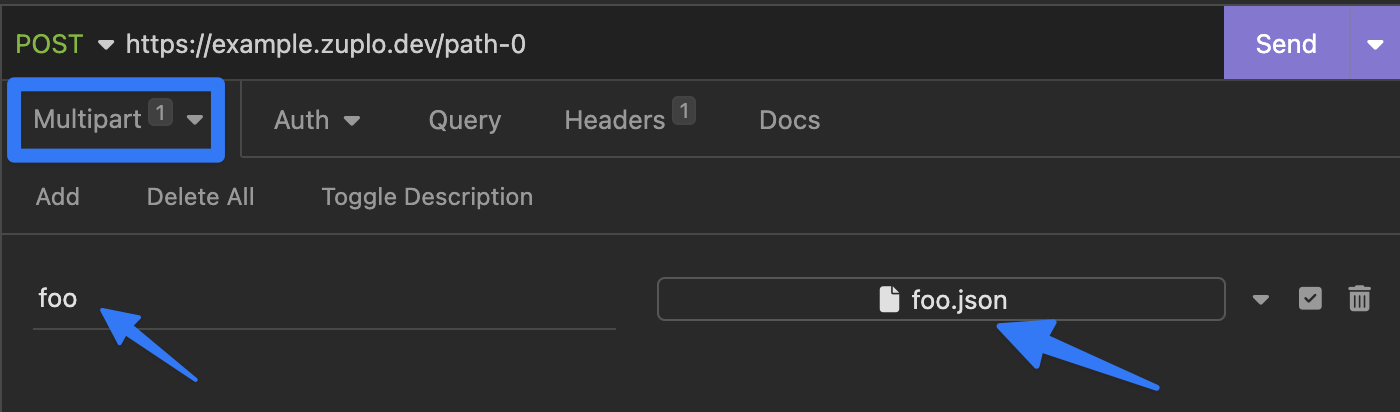 POST https://example.zuplo.dev/path-0 Send
Multipart 1 Auth Query Headers 1 Docs
Add Delete All Toggle Description
foo foo.json